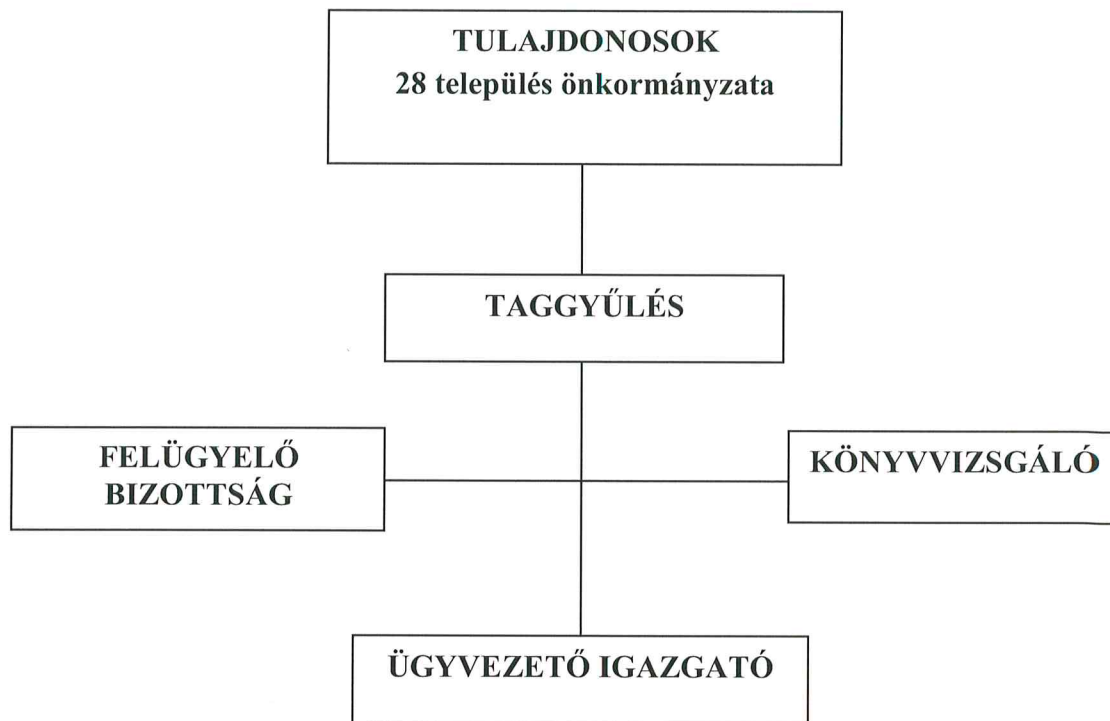 TULAJDONOSOK
28 település önkormányzata
TAGGYŰLÉS
FELÜGYELŐ
BIZOTTSÁG
KÖNYVVIZSGÁLÓ
ÜGYVEZETŐ IGAZGATÓ